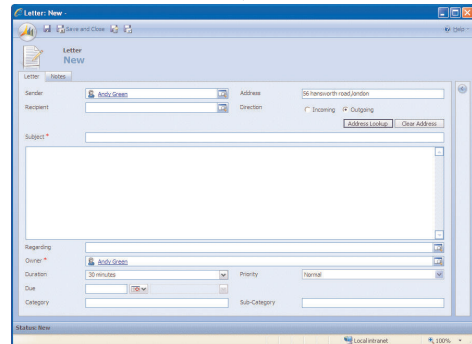 Letter: New -
Save and Close
Help
Letter
New
Letter Notes
Sender Andy Green Address 56 hensworth road,london
Recipient Direction Incoming Outgoing
Address Lookup Clear Address
Subject *
Regarding
Owner * Andy Green
Duration 30 minutes Priority Normal
Due
Category Sub-Category
Status: New
Local intranet 100%